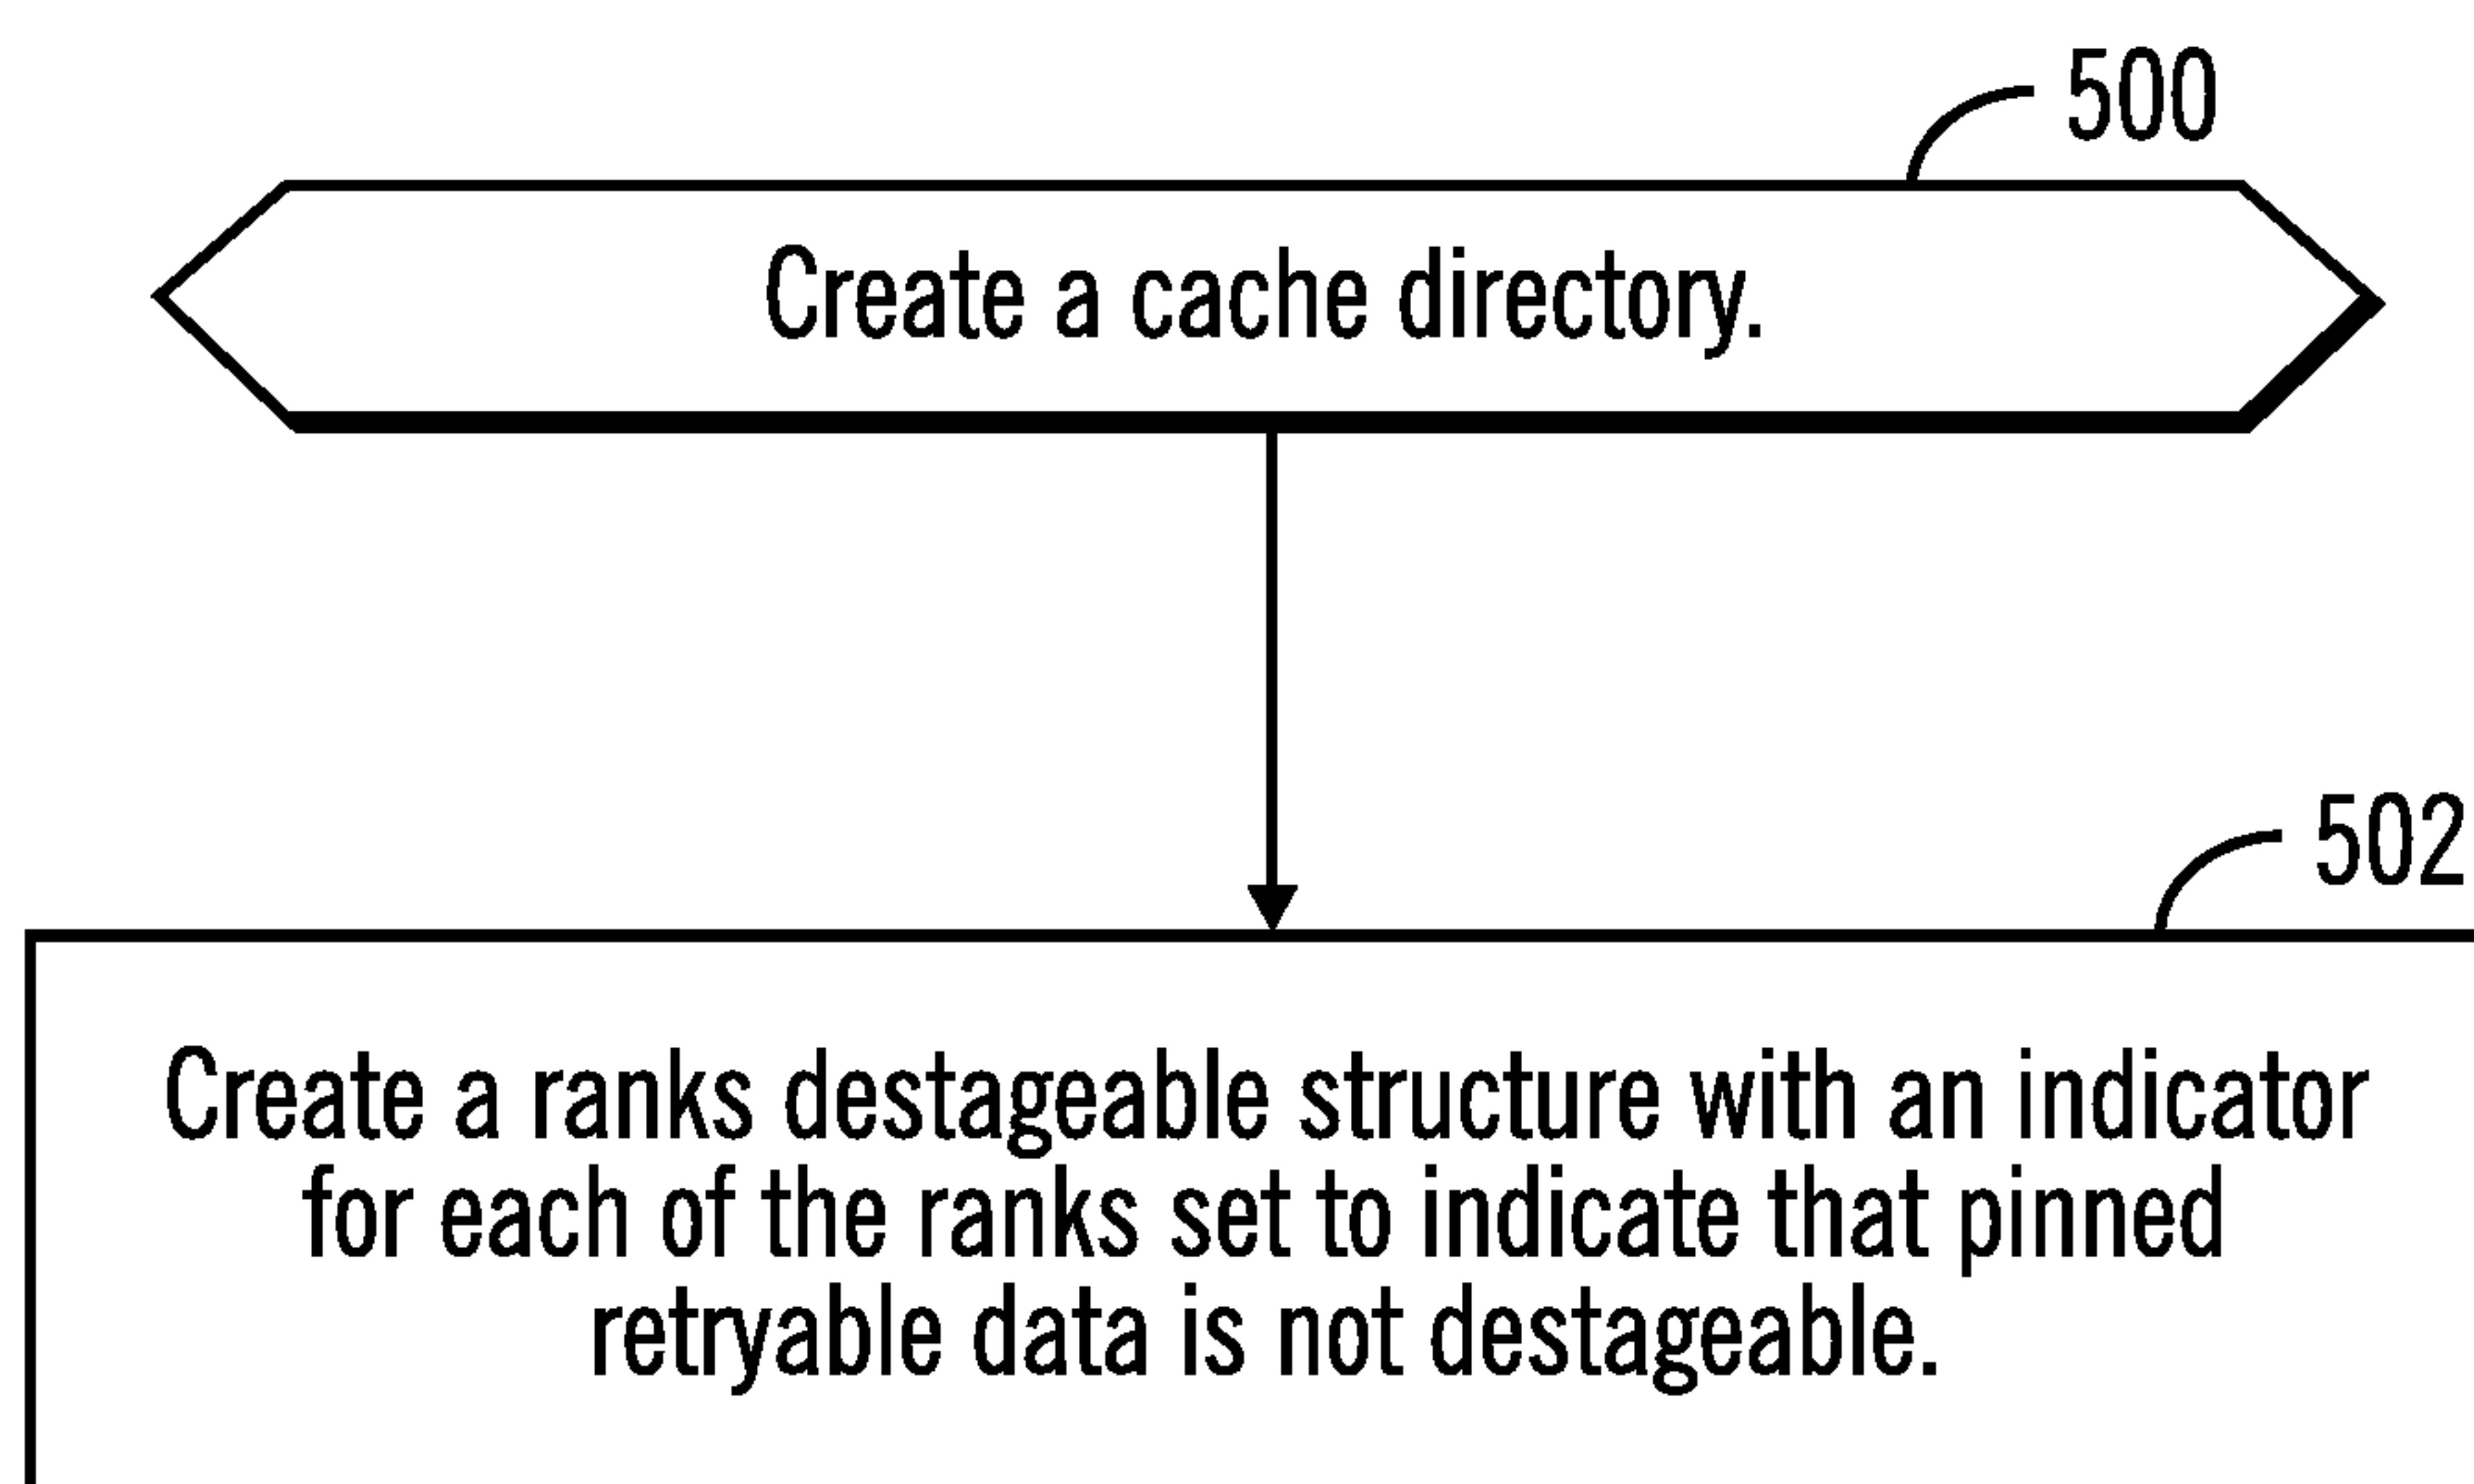 500
Create a cache directory.
502
Create a ranks destageable structure with an indicator
for each of the ranks set to indicate that pinned
retryable data is not destageable.